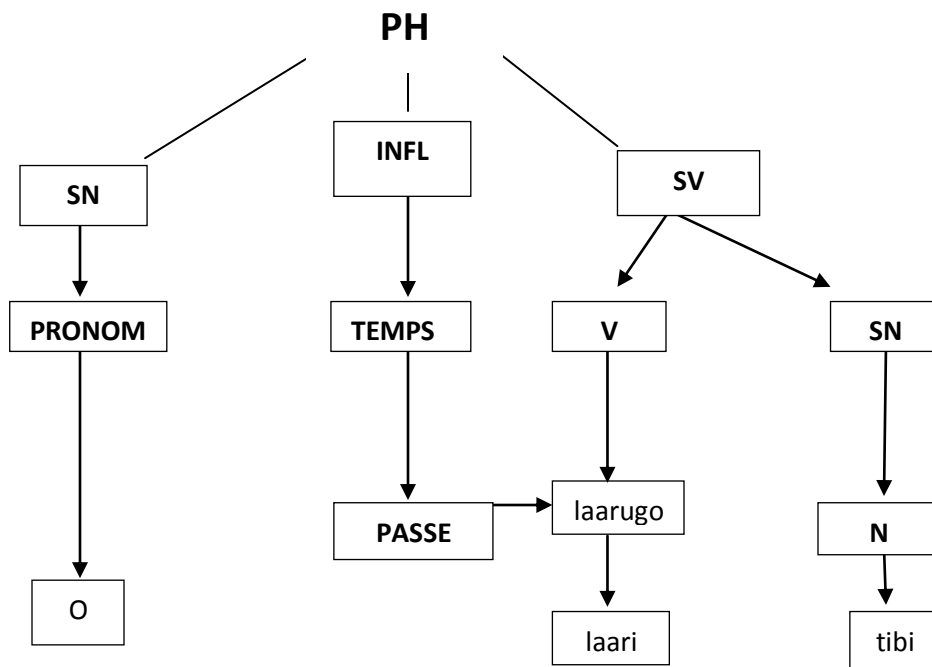 PH
INFL
SN
SV
PRONOM
TEMPS
V
SN
PASSE
laarugo
N
O
laari
tibi